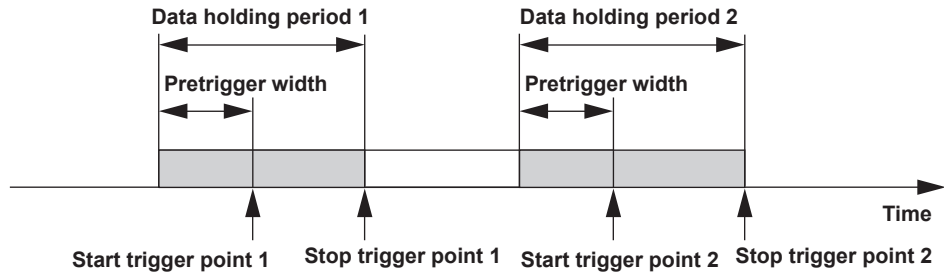 Data holding period 1
Data holding period 2
Pretrigger width
Pretrigger width
Time
Start trigger point 1
Stop trigger point 1
Start trigger point 2
Stop trigger point 2